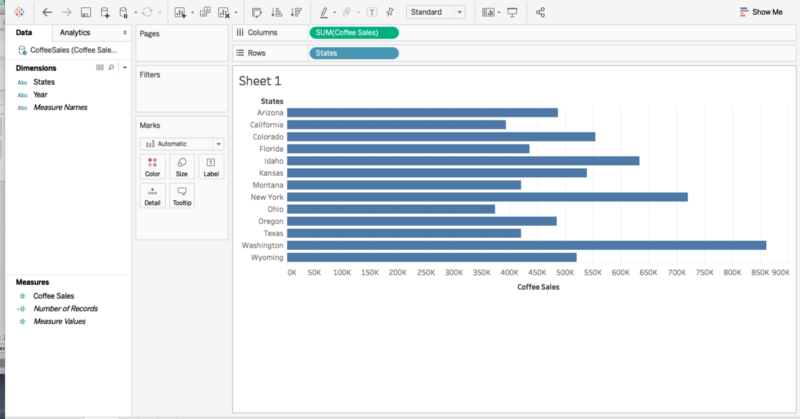 Standard
Show Me
Data
Analytics
CoffeeSales (Coffee Sale...
Dimensions
Abc States
Abc Year
Abc Measure Names
Measures
# Coffee Sales
=# Number of Records
# Measure Values
Pages
Filters
Marks
Automatic
Color
Size
T
Label
Detail
Tooltip
Columns
SUM(Coffee Sales)
Rows
States
Sheet 1
States
Arizona
California
Colorado
Florida
Idaho
Kansas
Montana
New York
Ohio
Oregon
Texas
Washington
Wyoming
0K 50K 100K 150K 200K 250K 300K 350K 400K 450K 500K 550K 600K 650K 700K 750K 800K 850K 900K
Coffee Sales